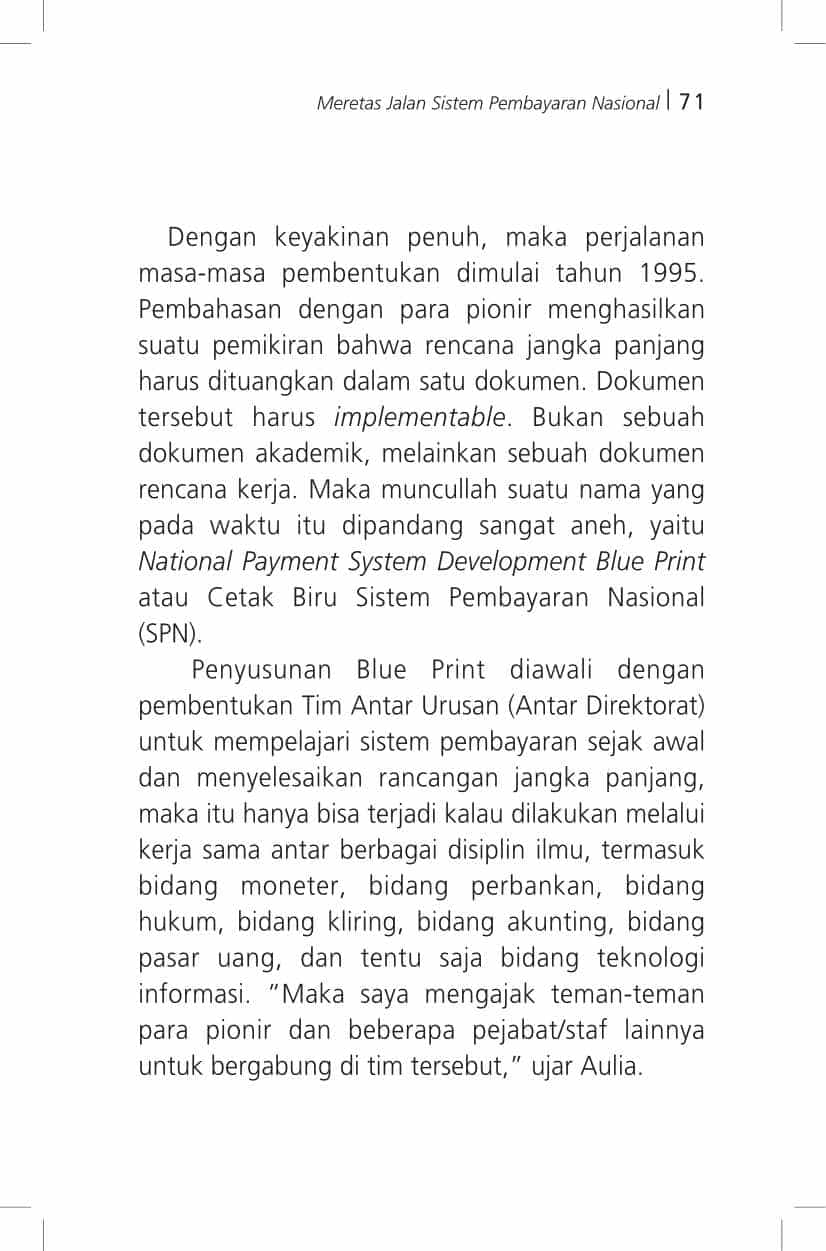 Meretas Jalan Sistem Pembayaran Nasional | 71
Dengan keyakinan penuh, maka perjalanan
masa-masa pembentukan dimulai tahun 1995.
Pembahasan dengan para pionir menghasilkan
suatu pemikiran bahwa rencana jangka panjang
harus dituangkan dalam satu dokumen. Dokumen
tersebut harus implementable. Bukan sebuah
dokumen akademik, melainkan sebuah dokumen
rencana kerja. Maka muncullah suatu nama yang
pada waktu itu dipandang sangat aneh, yaitu
National Payment System Development Blue Print
atau Cetak Biru Sistem Pembayaran Nasional
(SPN).
Penyusunan Blue Print diawali dengan
pembentukan Tim Antar Urusan (Antar Direktorat)
untuk mempelajari sistem pembayaran sejak awal
dan menyelesaikan rancangan jangka panjang,
maka itu hanya bisa terjadi kalau dilakukan melalui
kerja sama antar berbagai disiplin ilmu, termasuk
bidang moneter, bidang perbankan, bidang
hukum, bidang kliring, bidang akunting, bidang
pasar uang, dan tentu saja bidang teknologi
informasi. ”Maka saya mengajak teman-teman
para pionir dan beberapa pejabat/staf lainnya
untuk bergabung di tim tersebut,” ujar Aulia.